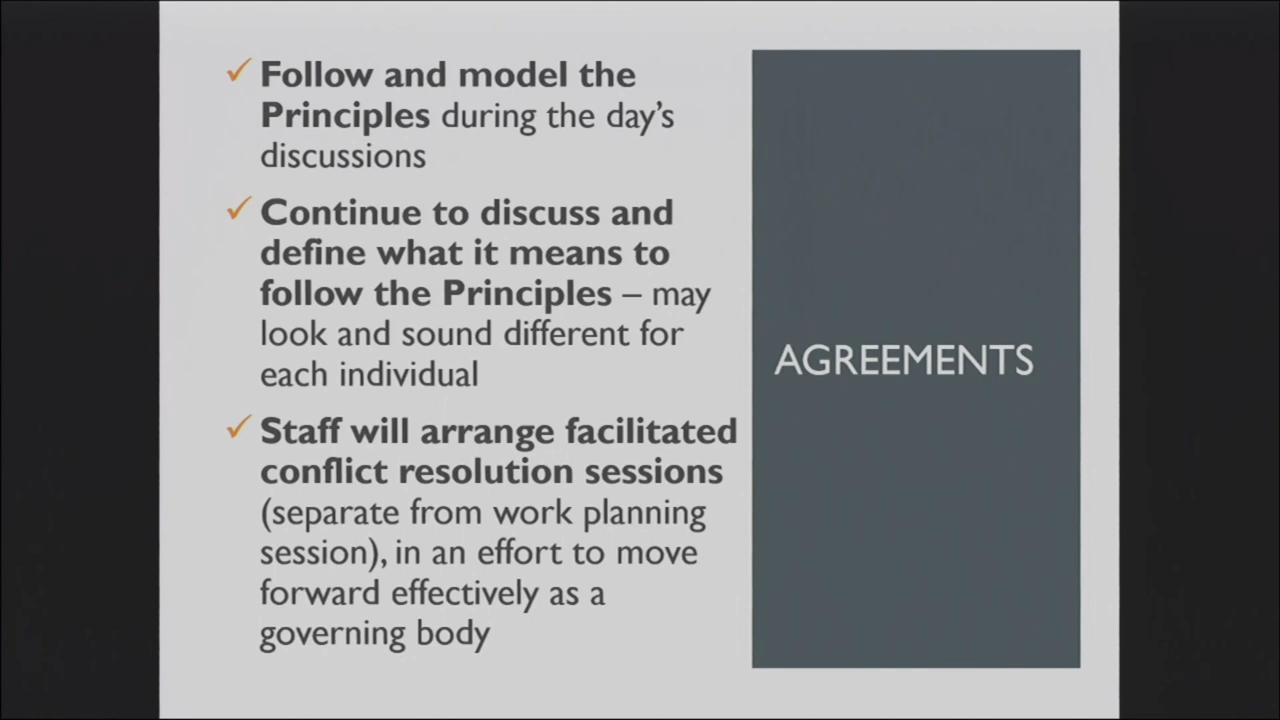 ✓ Follow and model the
Principles during the day's
discussions
✓ Continue to discuss and
define what it means to
follow the Principles – may
look and sound different for
each individual
✓ Staff will arrange facilitated
conflict resolution sessions
(separate from work planning
session), in an effort to move
forward effectively as a
governing body
AGREEMENTS